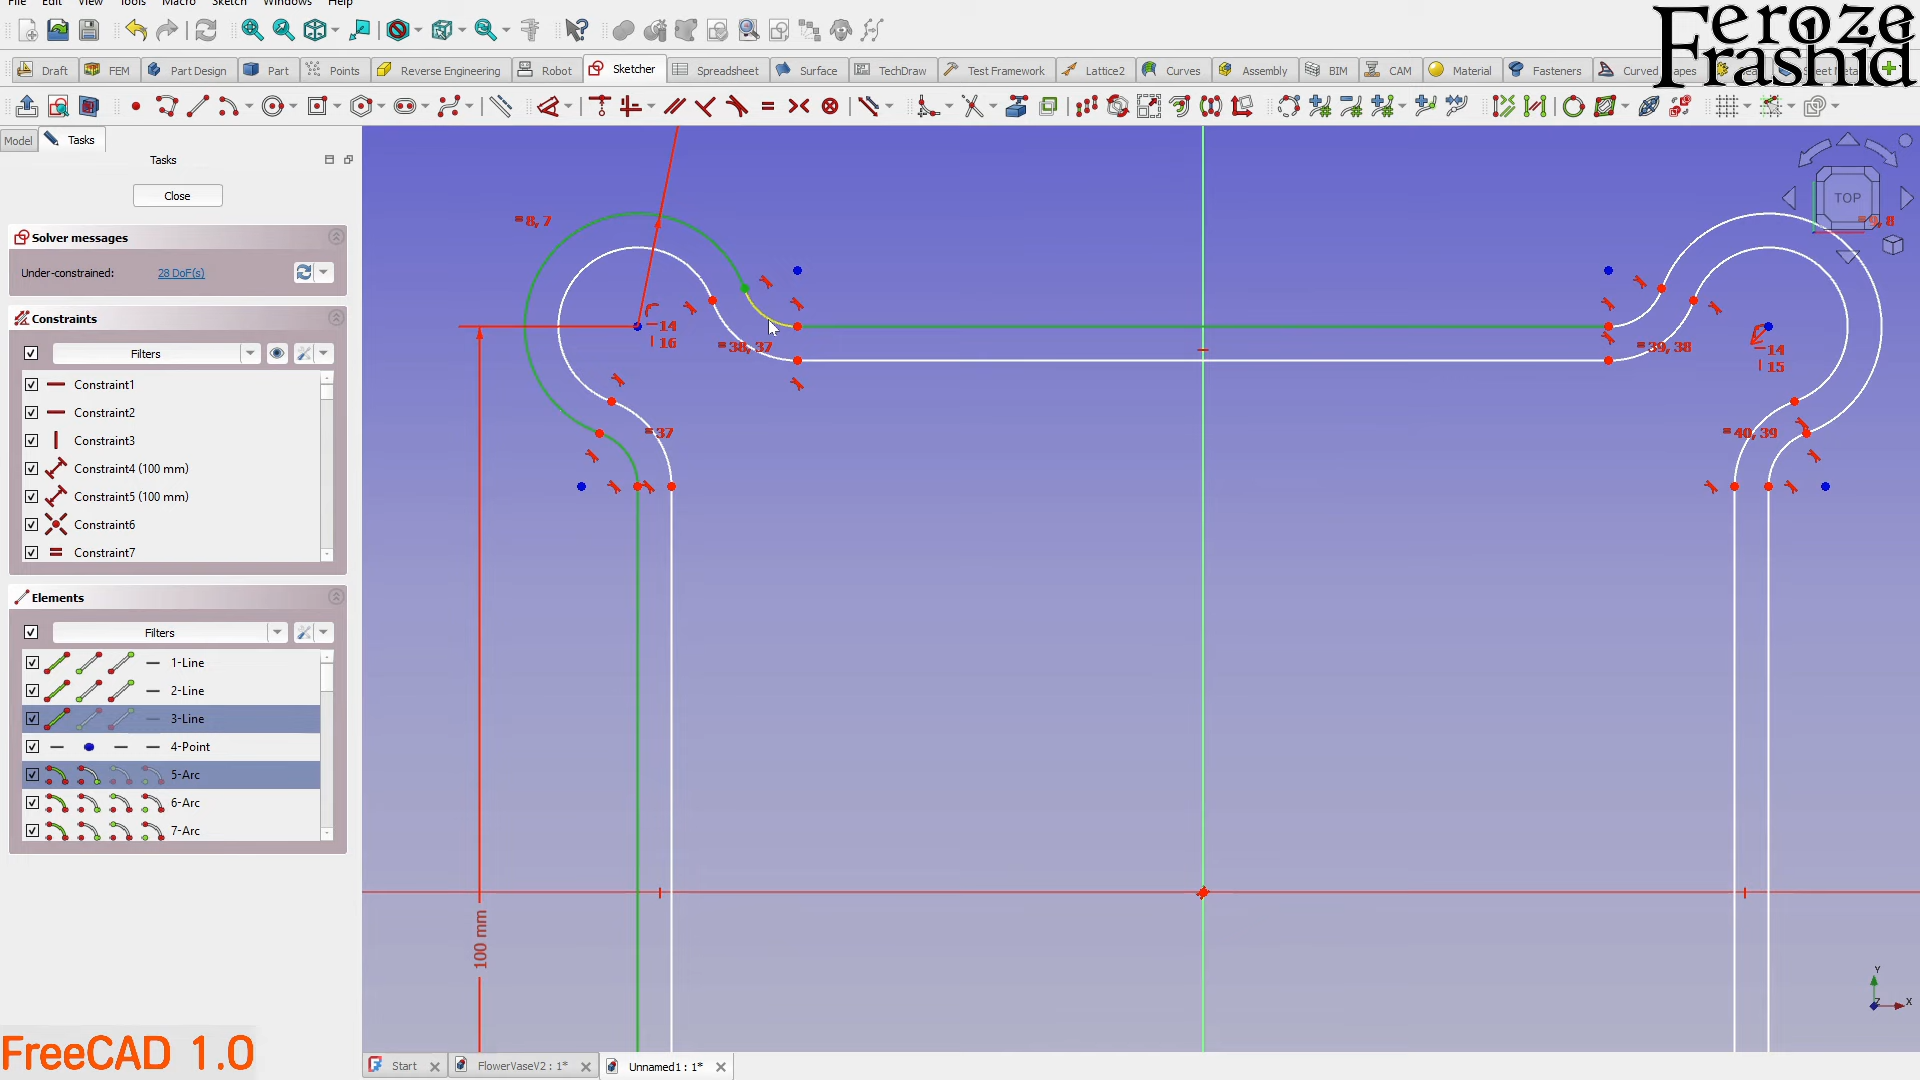 File Edit View Tools Macro Sketch Windows Help
Feroze
Frashid
Draft FEM Part Design Part Points Reverse Engineering Robot Sketcher Spreadsheet Surface TechDraw Test Framework Lattice2 Curves Assembly BIM CAM Material Fasteners Curved Shapes
Model Tasks
Tasks
Close
Solver messages
Under-constrained: 28 DoF(s)
Constraints
Filters
Constraint1
Constraint2
Constraint3
Constraint4 (100 mm)
Constraint5 (100 mm)
Constraint6
Constraint7
Elements
Filters
1-Line
2-Line
3-Line
4-Point
5-Arc
6-Arc
7-Arc
TOP
= 8, 7
14
16
= 38, 37
= 39, 38
14
15
= 37
= 40, 39
100 mm
Y
Z
X
FreeCAD 1.0
Start FlowerVaseV2 : 1* Unnamed1 : 1*